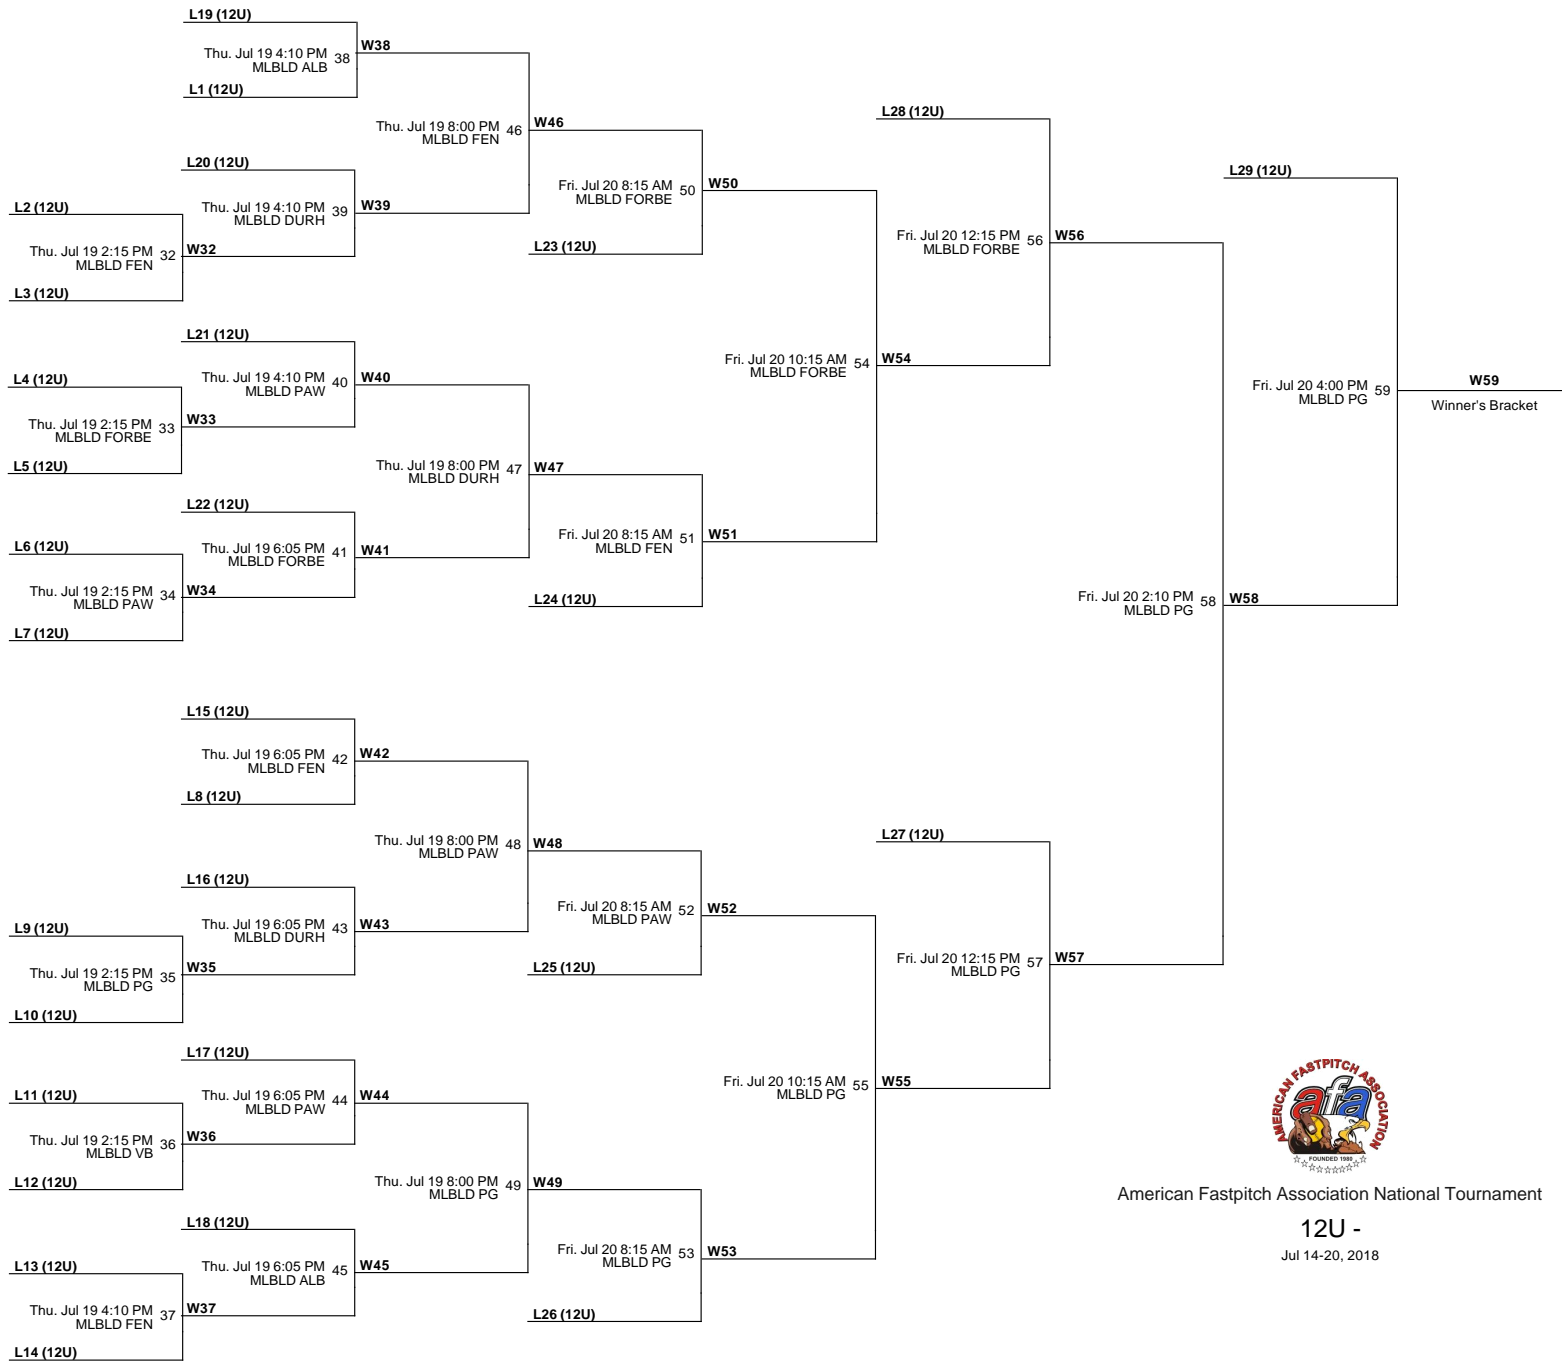 L19 (12U)
Thu. Jul 19 4:10 PM
MLBLD ALB
38
W38
L1 (12U)
Thu. Jul 19 8:00 PM
MLBLD FEN
46
W46
L20 (12U)
Thu. Jul 19 4:10 PM
MLBLD DURH
39
W39
L2 (12U)
Thu. Jul 19 2:15 PM
MLBLD FEN
32
W32
L3 (12U)
Fri. Jul 20 8:15 AM
MLBLD FORBE
50
W50
L23 (12U)
L21 (12U)
Thu. Jul 19 4:10 PM
MLBLD PAW
40
W40
L4 (12U)
Thu. Jul 19 2:15 PM
MLBLD FORBE
33
W33
L5 (12U)
Thu. Jul 19 8:00 PM
MLBLD DURH
47
W47
L22 (12U)
Thu. Jul 19 6:05 PM
MLBLD FORBE
41
W41
L6 (12U)
Thu. Jul 19 2:15 PM
MLBLD PAW
34
W34
L7 (12U)
Fri. Jul 20 8:15 AM
MLBLD FEN
51
W51
L24 (12U)
Fri. Jul 20 10:15 AM
MLBLD FORBE
54
W54
L28 (12U)
Fri. Jul 20 12:15 PM
MLBLD FORBE
56
W56
L29 (12U)
Fri. Jul 20 4:00 PM
MLBLD PG
59
W59
Winner's Bracket
Fri. Jul 20 2:10 PM
MLBLD PG
58
W58
L15 (12U)
Thu. Jul 19 6:05 PM
MLBLD FEN
42
W42
L8 (12U)
Thu. Jul 19 8:00 PM
MLBLD PAW
48
W48
L16 (12U)
Thu. Jul 19 6:05 PM
MLBLD DURH
43
W43
L9 (12U)
Thu. Jul 19 2:15 PM
MLBLD PG
35
W35
L10 (12U)
Fri. Jul 20 8:15 AM
MLBLD PAW
52
W52
L25 (12U)
L27 (12U)
Fri. Jul 20 12:15 PM
MLBLD PG
57
W57
L17 (12U)
Thu. Jul 19 6:05 PM
MLBLD PAW
44
W44
L11 (12U)
Thu. Jul 19 2:15 PM
MLBLD VB
36
W36
L12 (12U)
Fri. Jul 20 10:15 AM
MLBLD PG
55
W55
Thu. Jul 19 8:00 PM
MLBLD PG
49
W49
L18 (12U)
Thu. Jul 19 6:05 PM
MLBLD ALB
45
W45
L13 (12U)
Thu. Jul 19 4:10 PM
MLBLD FEN
37
W37
L14 (12U)
Fri. Jul 20 8:15 AM
MLBLD PG
53
W53
L26 (12U)
AMERICAN FASTPITCH ASSOCIATION
afa
FOUNDED 1980
American Fastpitch Association National Tournament
12U -
Jul 14-20, 2018